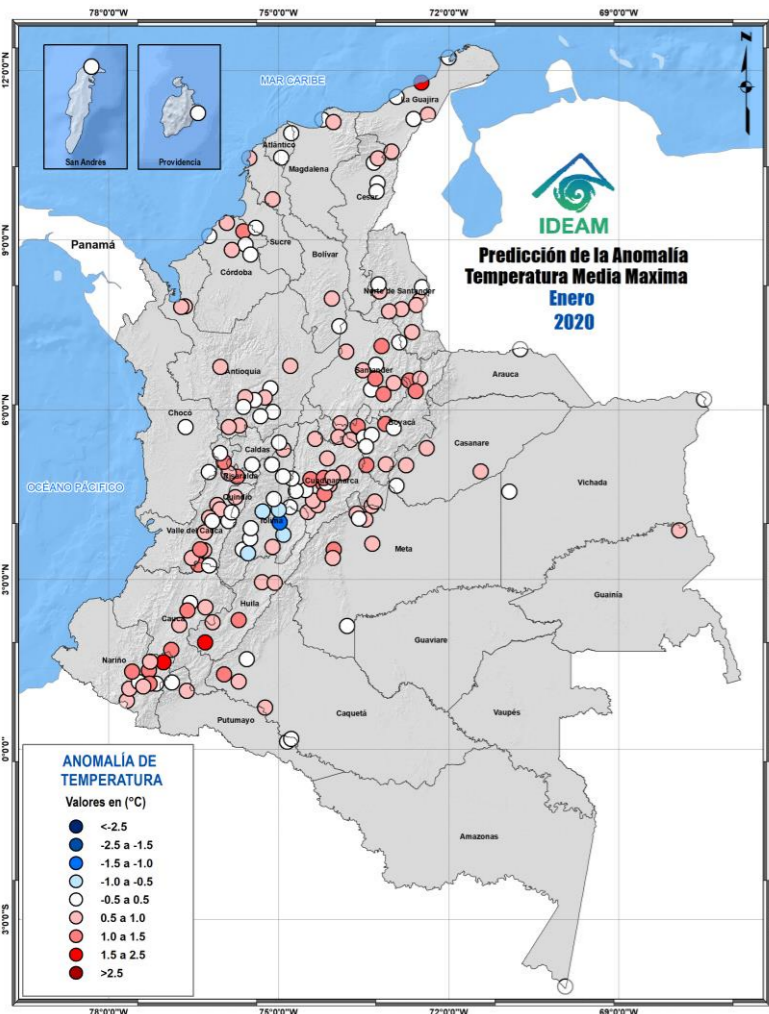 78°0'0"W
75°0'0"W
72°0'0"W
69°0'0"W
12°0'0"N
9°0'0"N
6°0'0"N
3°0'0"N
0°0'0"
3°0'0"S
N
San Andrés
Providencia
MAR CARIBE
La Guajira
Atlántico
Magdalena
Cesar
IDEAM
Predicción de la Anomalía
Temperatura Media Maxima
Enero
2020
Panamá
Sucre
Bolívar
Córdoba
Norte de Santander
Antioquia
Santander
Arauca
Chocó
Boyacá
Casanare
Caldas
OCÉANO PÁCIFICO
Risaralda
Cundinamarca
Vichada
Quindío
Tolima
Valle del Cauca
Meta
Guainía
Huila
Cauca
Guaviare
Nariño
Vaupés
Caquetá
Putumayo
Amazonas
ANOMALÍA DE
TEMPERATURA
Valores en (°C)
<-2.5
-2.5 a -1.5
-1.5 a -1.0
-1.0 a -0.5
-0.5 a 0.5
0.5 a 1.0
1.0 a 1.5
1.5 a 2.5
>2.5
78°0'0"W
75°0'0"W
72°0'0"W
69°0'0"W